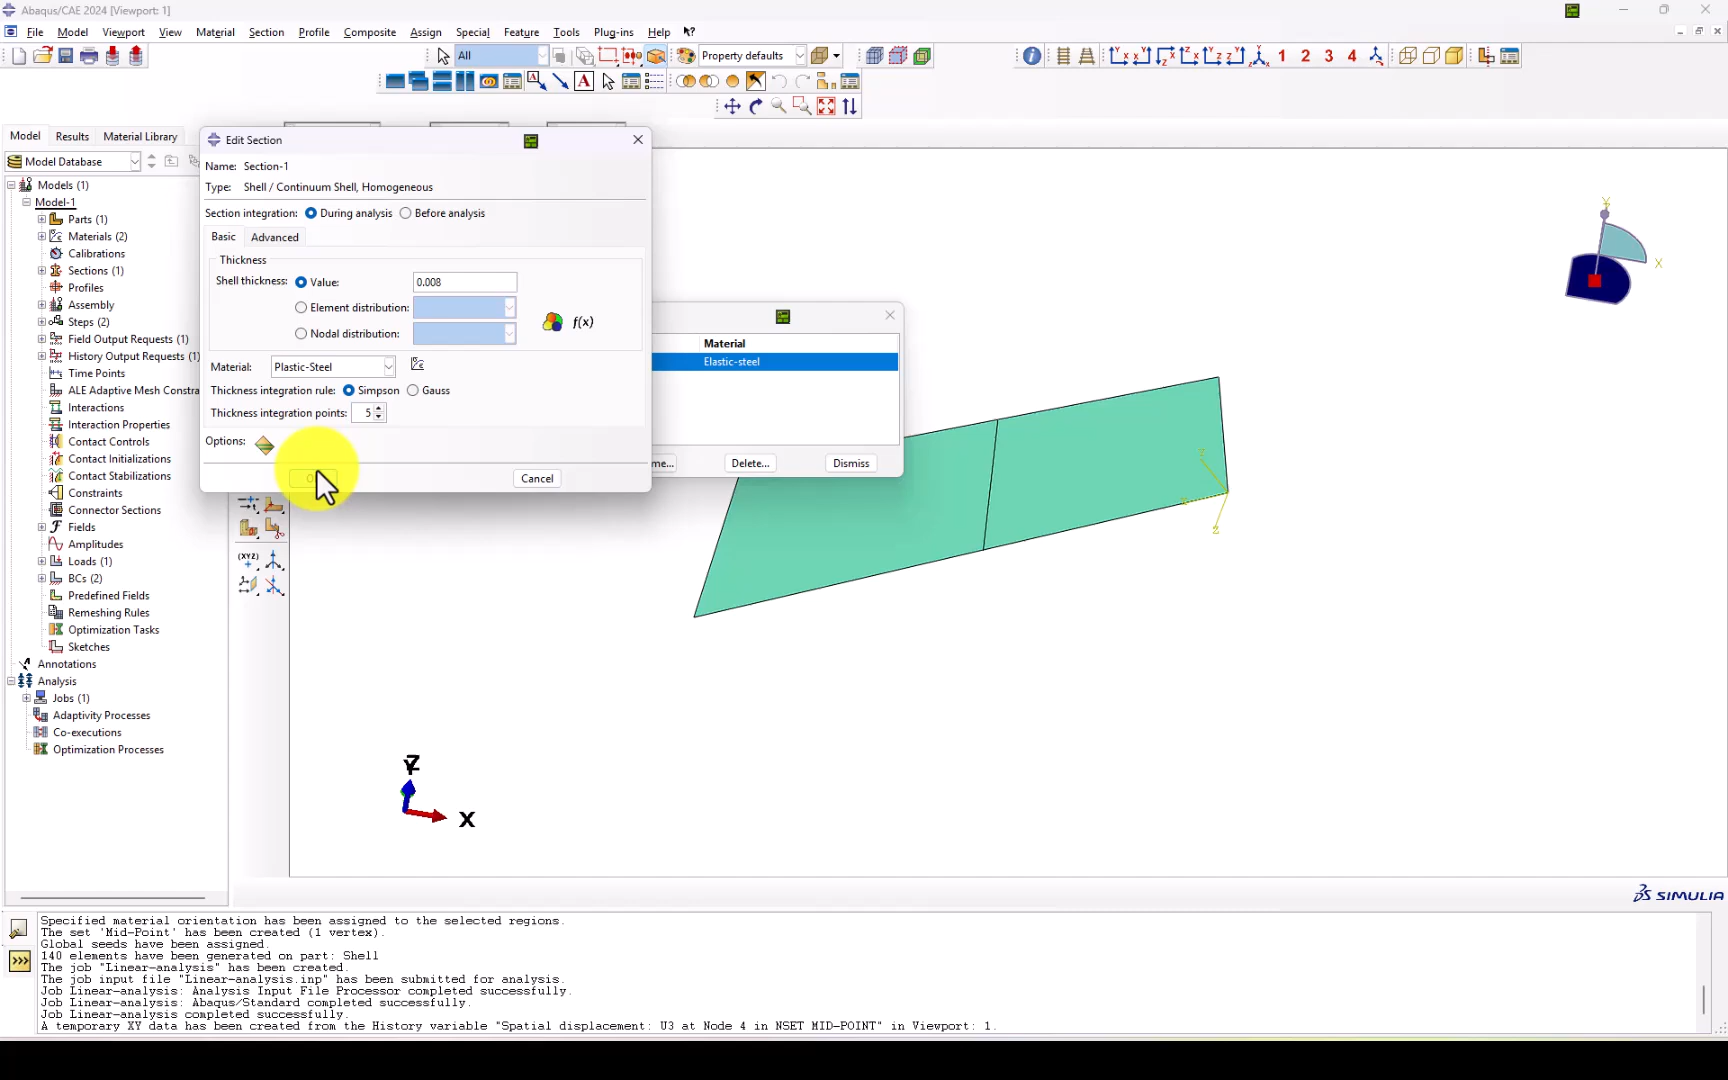 Abaqus/CAE 2024 [Viewport: 1]
File Model Viewport View Material Section Profile Composite Assign Special Feature Tools Plug-ins Help
All Property defaults 1 2 3 4
Model Results Material Library
Model Database
Models (1)
Model-1
Parts (1)
Materials (2)
Calibrations
Sections (1)
Profiles
Assembly
Steps (2)
Field Output Requests (1)
History Output Requests (1)
Time Points
ALE Adaptive Mesh Constra
Interactions
Interaction Properties
Contact Controls
Contact Initializations
Contact Stabilizations
Constraints
Connector Sections
Fields
Amplitudes
Loads (1)
BCs (2)
Predefined Fields
Remeshing Rules
Optimization Tasks
Sketches
Annotations
Analysis
Jobs (1)
Adaptivity Processes
Co-executions
Optimization Processes
Edit Section
Name: Section-1
Type: Shell / Continuum Shell, Homogeneous
Section integration: During analysis Before analysis
Basic Advanced
Thickness
Shell thickness: Value: 0.008
Element distribution:
f(x)
Nodal distribution:
Material: Plastic-Steel
Thickness integration rule: Simpson Gauss
Thickness integration points: 5
Options:
Cancel
Material
Elastic-steel
me... Delete... Dismiss
(XYZ)
Y
X
Z
Y
Z
X
SIMULIA
Specified material orientation has been assigned to the selected regions.
The set 'Mid-Point' has been created (1 vertex).
Global seeds have been assigned.
140 elements have been generated on part: Shell
The job "Linear-analysis" has been created.
The job input file "Linear-analysis.inp" has been submitted for analysis.
Job Linear-analysis: Analysis Input File Processor completed successfully.
Job Linear-analysis: Abaqus/Standard completed successfully.
Job Linear-analysis completed successfully.
A temporary XY data has been created from the History variable "Spatial displacement: U3 at Node 4 in NSET MID-POINT" in Viewport: 1.